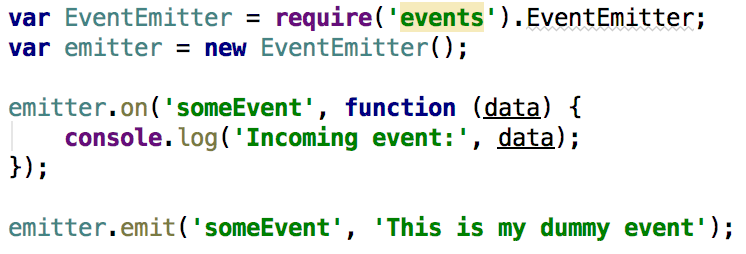 var EventEmitter = require('events').EventEmitter;
var emitter = new EventEmitter();
emitter.on('someEvent', function (data) {
    console.log('Incoming event:', data);
});
emitter.emit('someEvent', 'This is my dummy event');